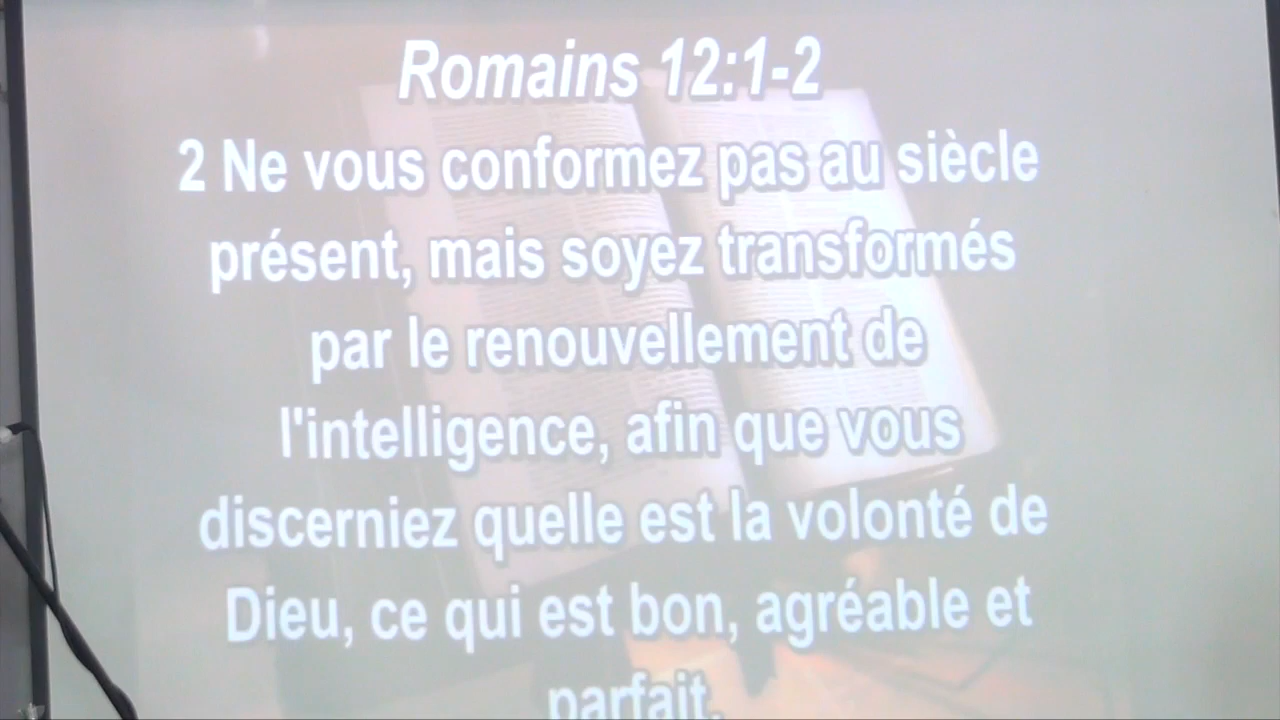 Romains 12:1-2
2 Ne vous conformez pas au siècle
présent, mais soyez transformés
par le renouvellement de
l'intelligence, afin que vous
discerniez quelle est la volonté de
Dieu, ce qui est bon, agréable et
parfait.